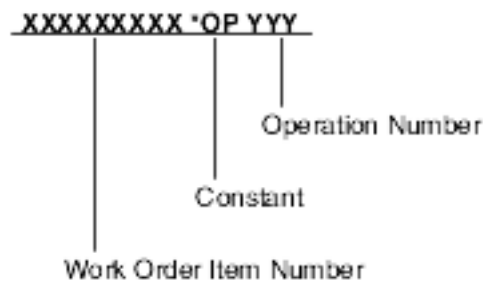 XXXXXXXXX *OP YYY
Operation Number
Constant
Work Order Item Number